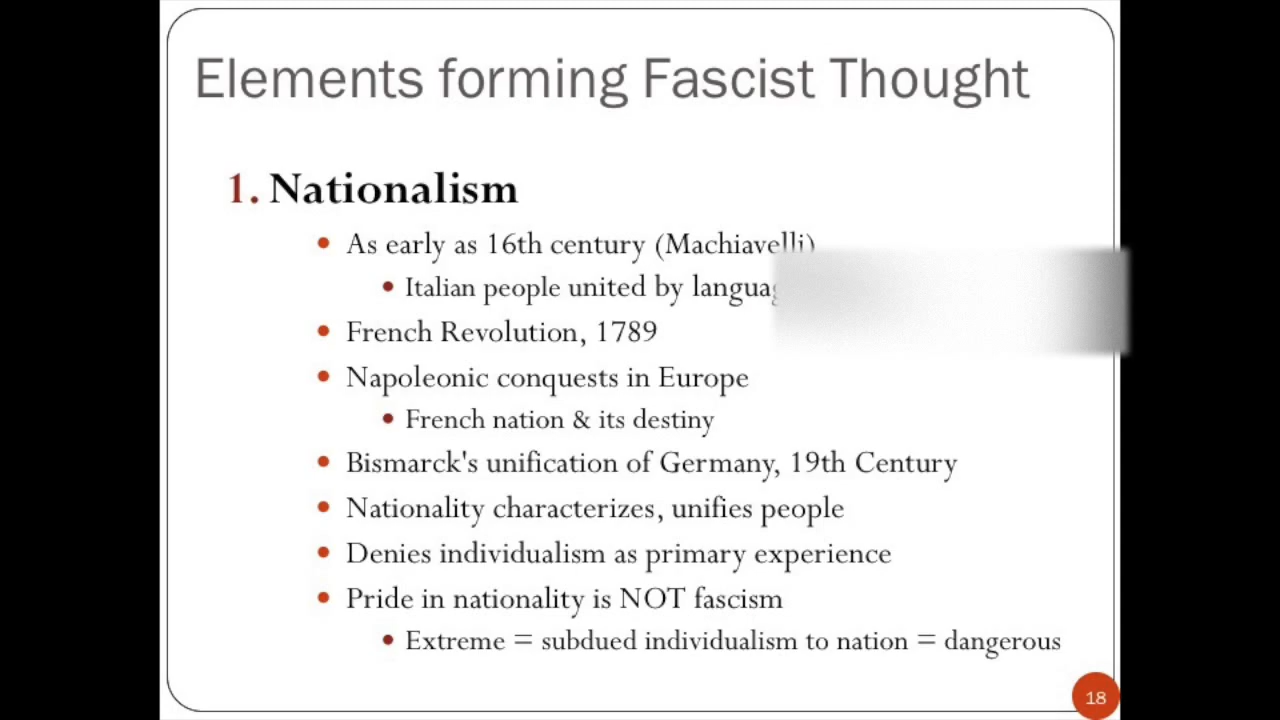 Elements forming Fascist Thought
1. Nationalism
• As early as 16th century (Machiavelli)
• Italian people united by
• French Revolution, 1789
• Napoleonic conquests in Europe
• French nation & its destiny
• Bismarck's unification of Germany, 19th Century
• Nationality characterizes, unifies people
• Denies individualism as primary experience
• Pride in nationality is NOT fascism
• Extreme = subdued individualism to nation = dangerous
18